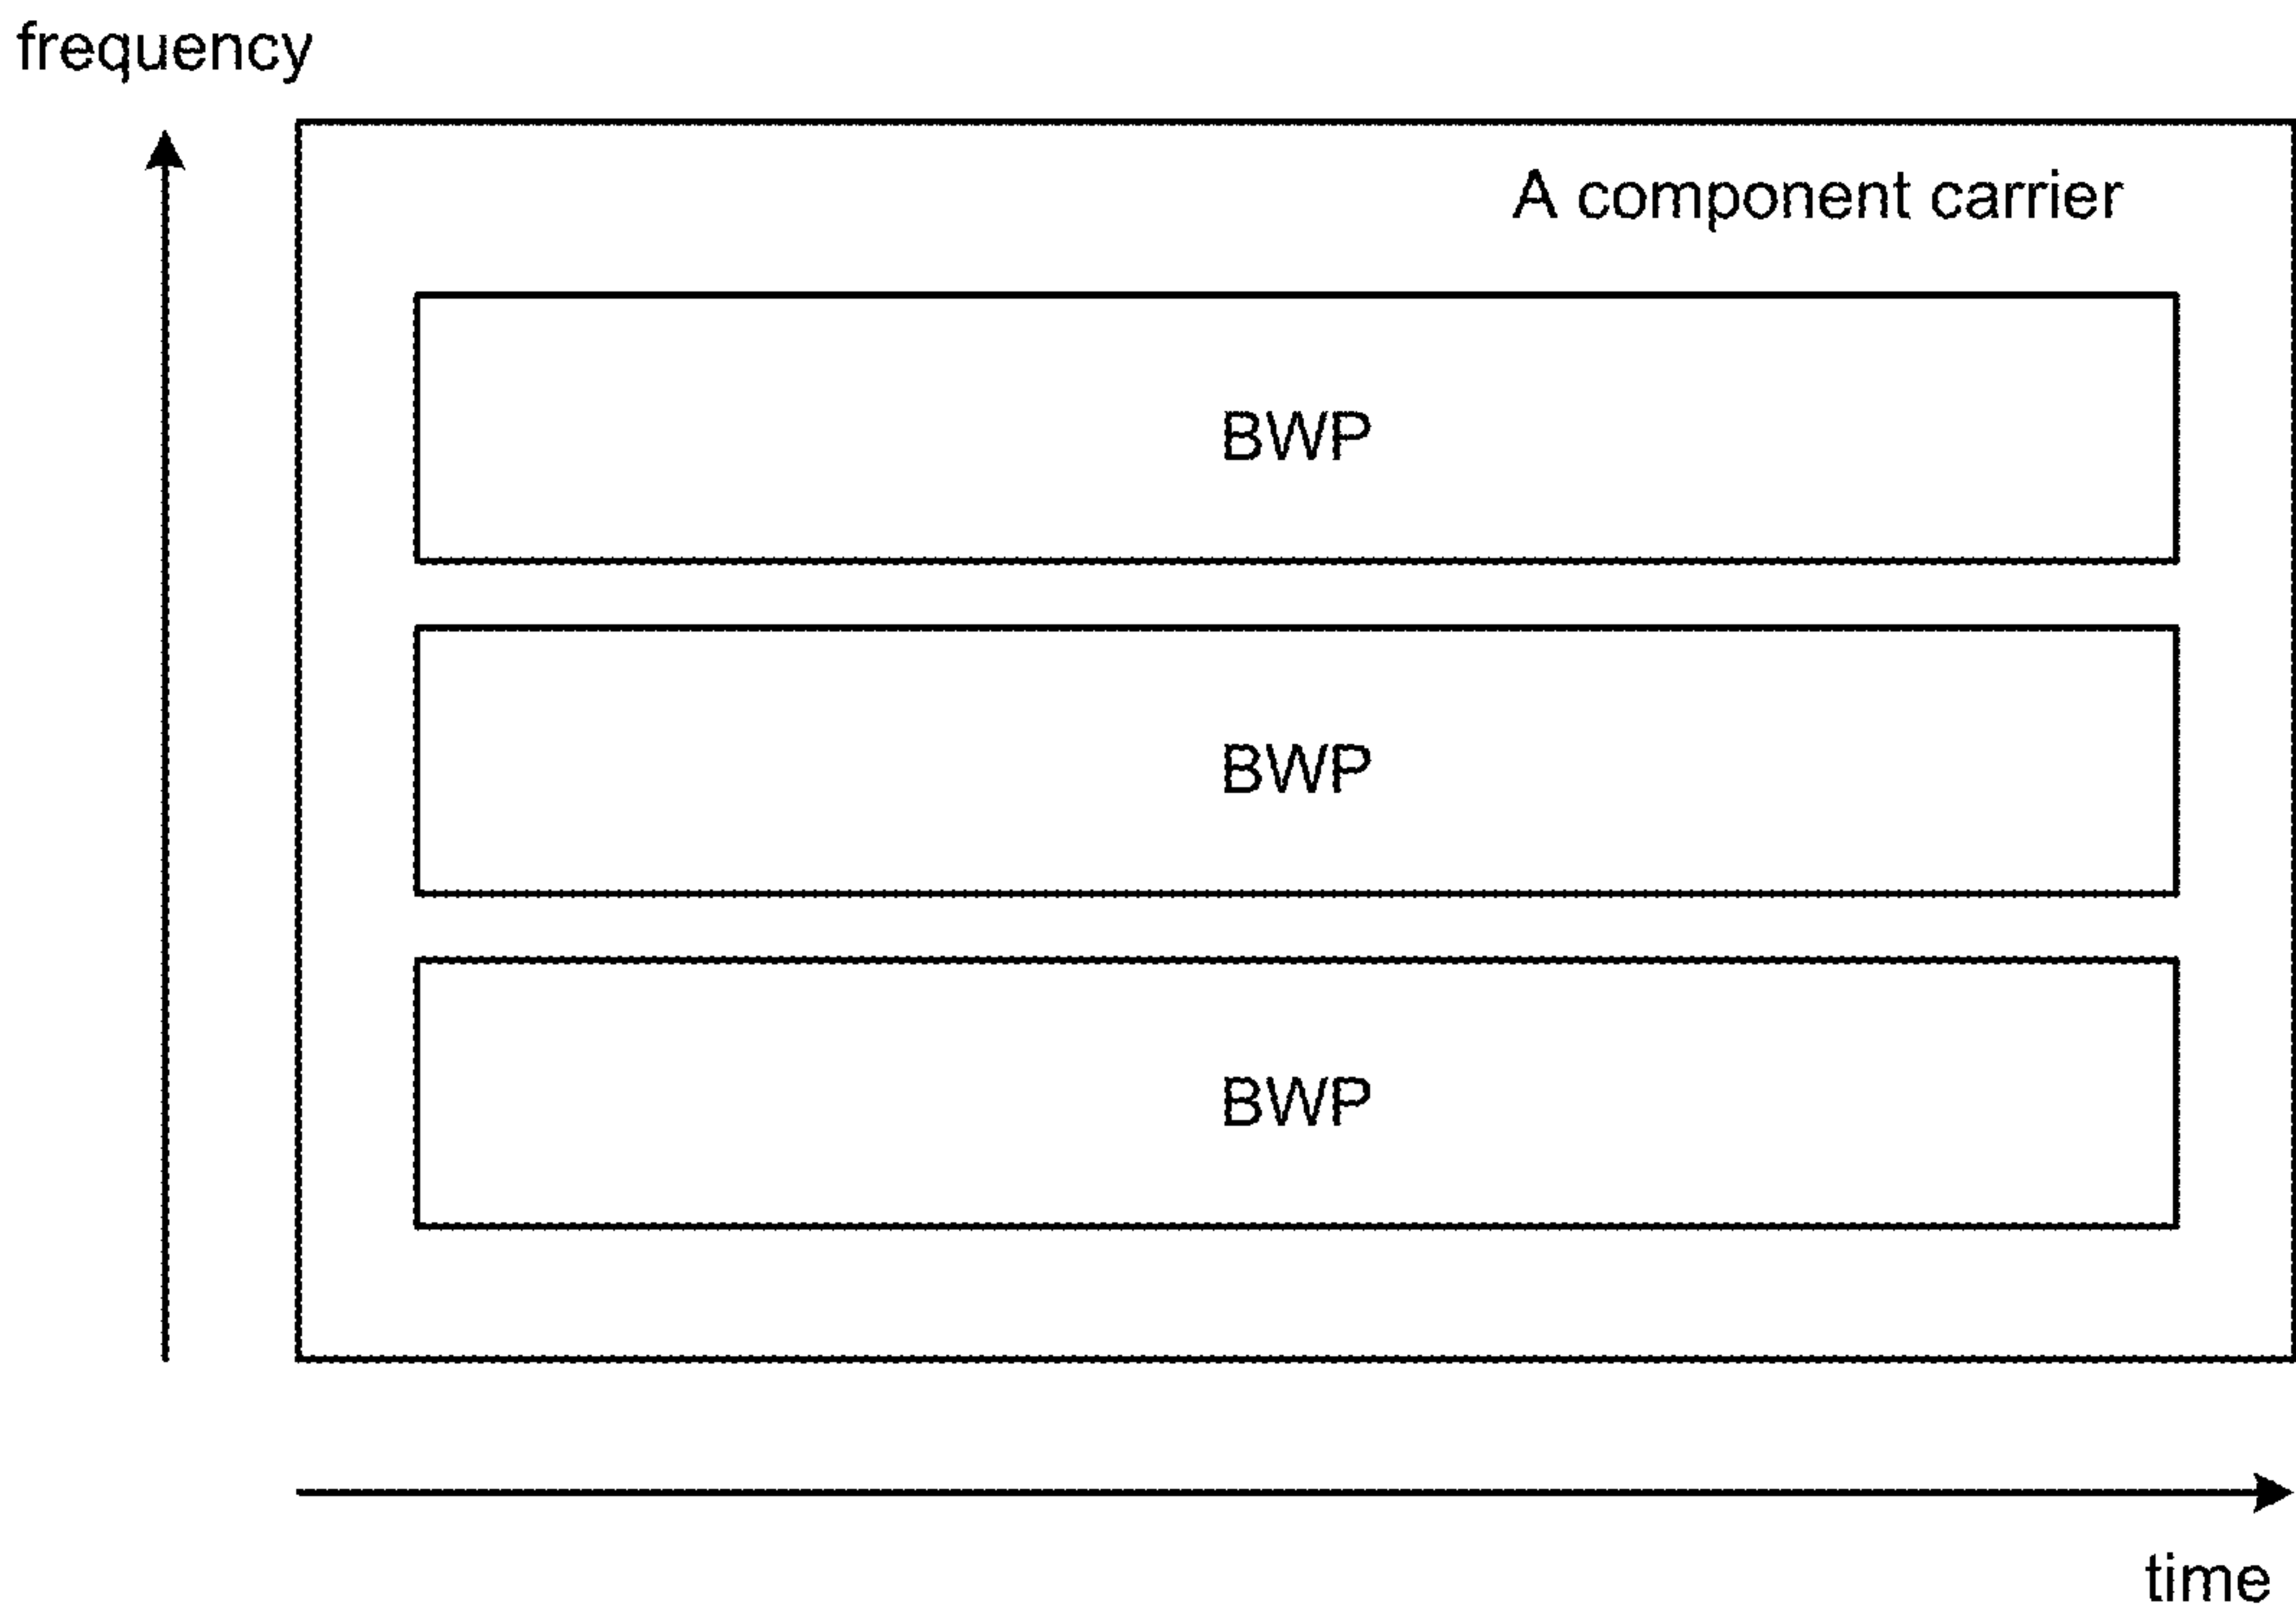 frequency
A component carrier
BWP
BWP
BWP
time